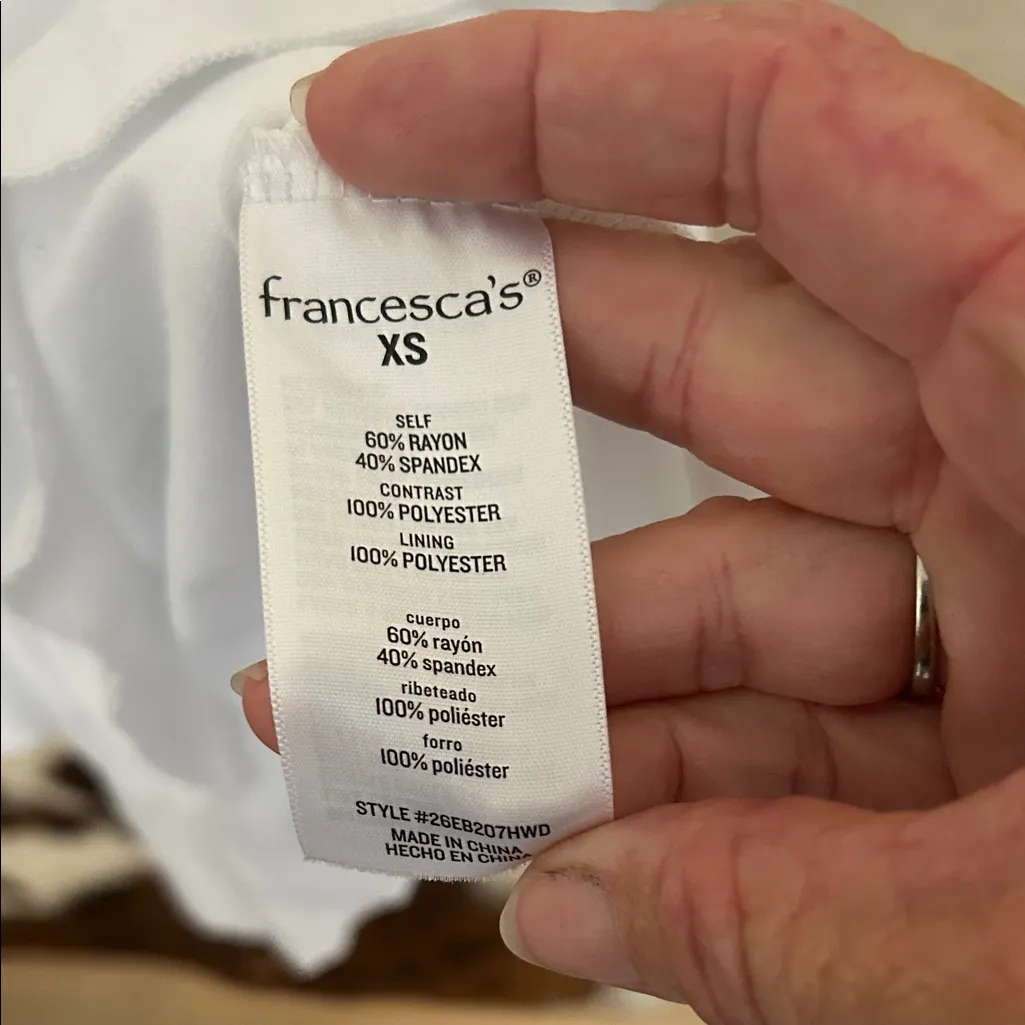 francesca's®
XS
SELF
60% RAYON
40% SPANDEX
CONTRAST
100% POLYESTER
LINING
100% POLYESTER
cuerpo
60% rayón
40% spandex
ribeteado
100% poliéster
forro
100% poliéster
STYLE #26EB207HWD
MADE IN CHINA
HECHO EN CHINA